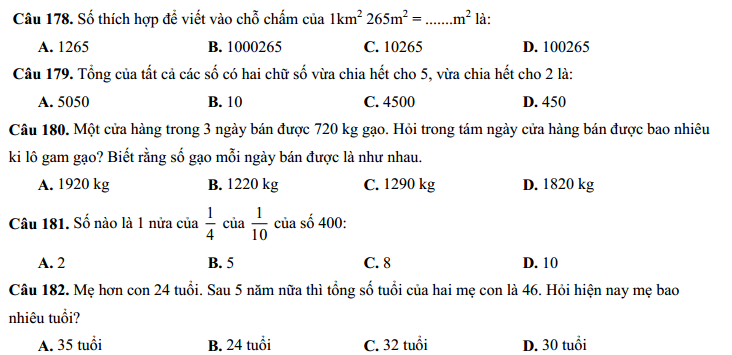 Câu 178. Số thích hợp để viết vào chỗ chấm của 1km² 265m² = .......m² là:
A. 1265 B. 1000265 C. 10265 D. 100265
Câu 179. Tổng của tất cả các số có hai chữ số vừa chia hết cho 5, vừa chia hết cho 2 là:
A. 5050 B. 10 C. 4500 D. 450
Câu 180. Một cửa hàng trong 3 ngày bán được 720 kg gạo. Hỏi trong tám ngày cửa hàng bán được bao nhiêu
ki lô gam gạo? Biết rằng số gạo mỗi ngày bán được là như nhau.
A. 1920 kg B. 1220 kg C. 1290 kg D. 1820 kg
Câu 181. Số nào là 1 nửa của 1/4 của 1/10 của số 400:
A. 2 B. 5 C. 8 D. 10
Câu 182. Mẹ hơn con 24 tuổi. Sau 5 năm nữa thì tổng số tuổi của hai mẹ con là 46. Hỏi hiện nay mẹ bao
nhiêu tuổi?
A. 35 tuổi B. 24 tuổi C. 32 tuổi D. 30 tuổi